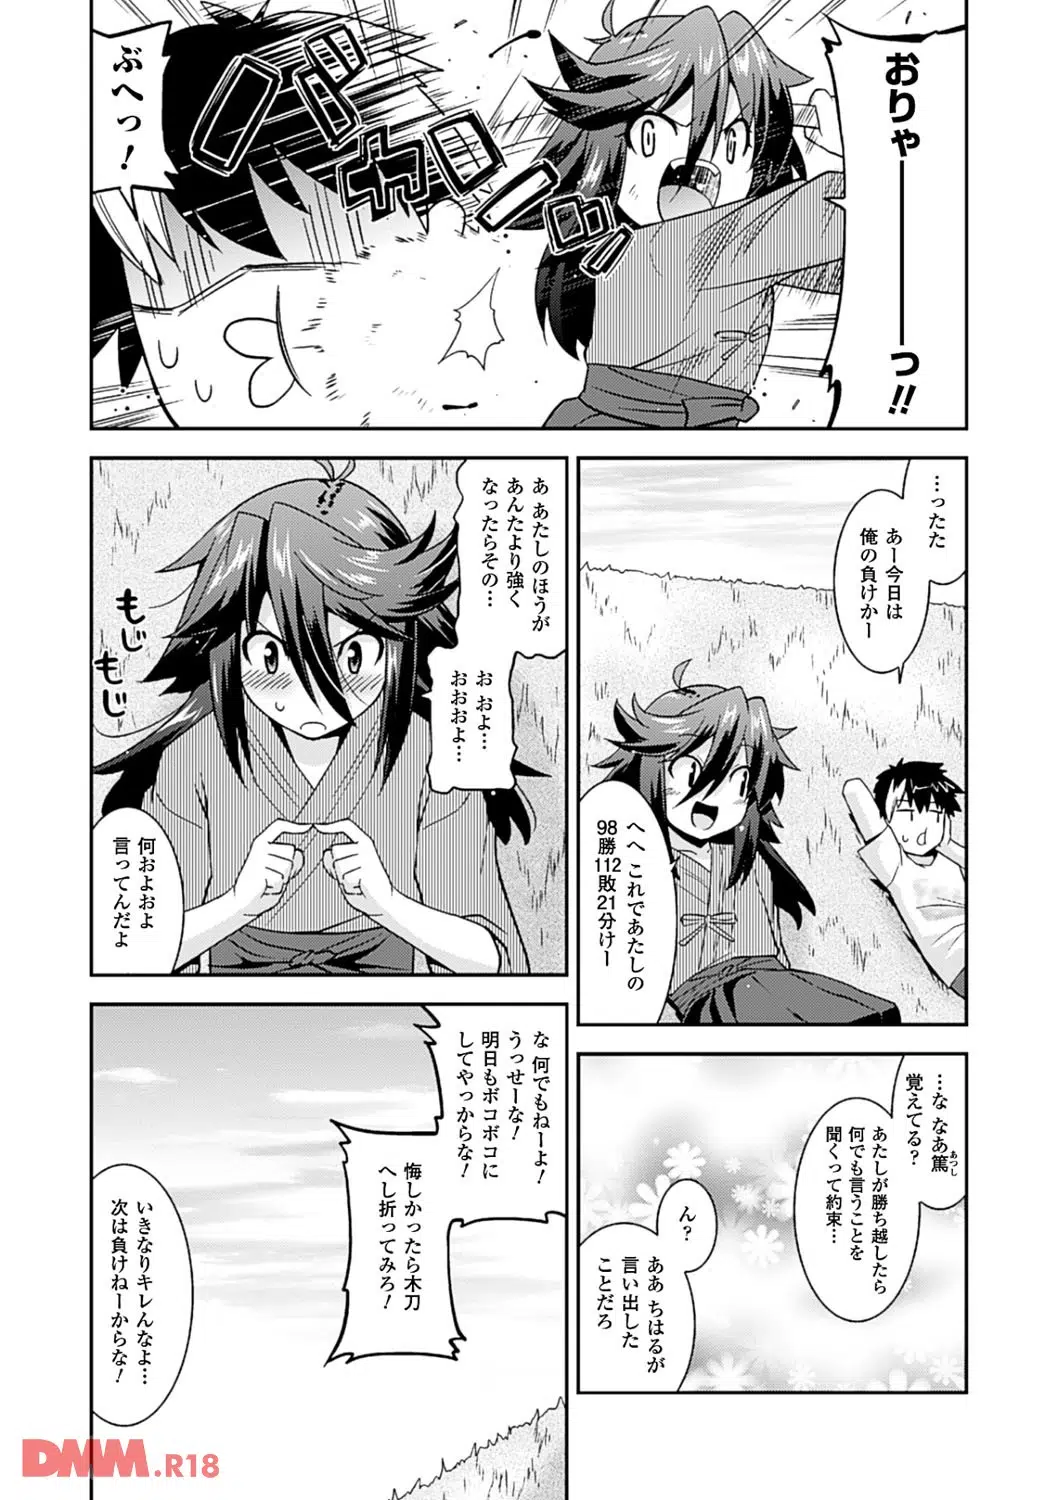 おりゃーーーっ!!
ぶへっ!
…ったた
あー今日は
俺の負けかー
へへ これであたしの
98勝112敗21分けー
あ あたしのほうが
あんたより強く
なったらその…
お およ…
おおおよ…
もじ
もじ
何およおよ
言ってんだよ
…な なあ篤
あつし
覚えてる?
あたしが勝ち越したら
何でも言うことを
聞くって約束…
ん?
ああ ちはるが
言い出した
ことだろ
な 何でもねーよ!
うっせーな!
明日もボコボコに
してやっからな!
悔しかったら木刀
へし折ってみろ!
いきなりキレんなよ…
次は負けねーからな!
DMM.R18